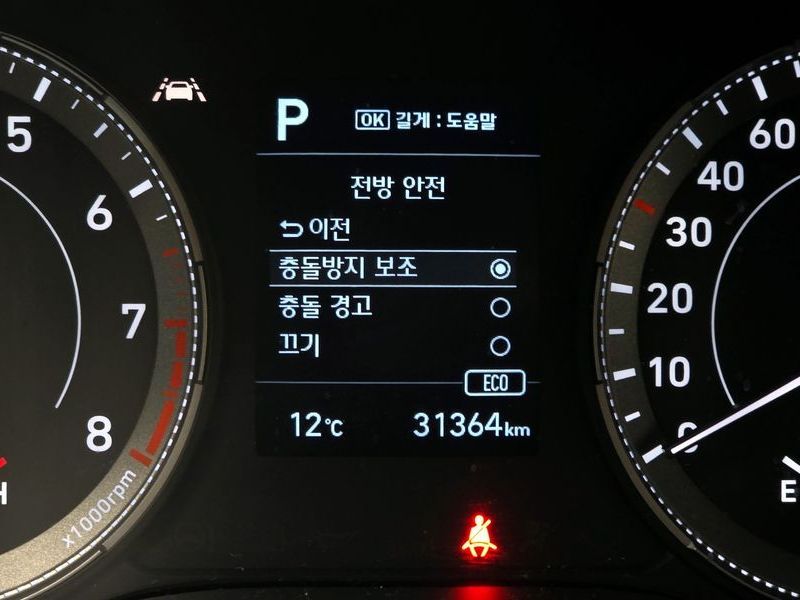 P
OK 길게 : 도움말
전방 안전
이전
충돌방지 보조
충돌 경고
끄기
ECO
12℃ 31364km
5
6
7
8
x1000rpm
H
60
40
30
20
10
0
E